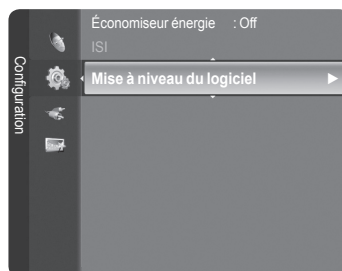 Configuration
Économiseur énergie : Off
ISI
Mise à niveau du logiciel